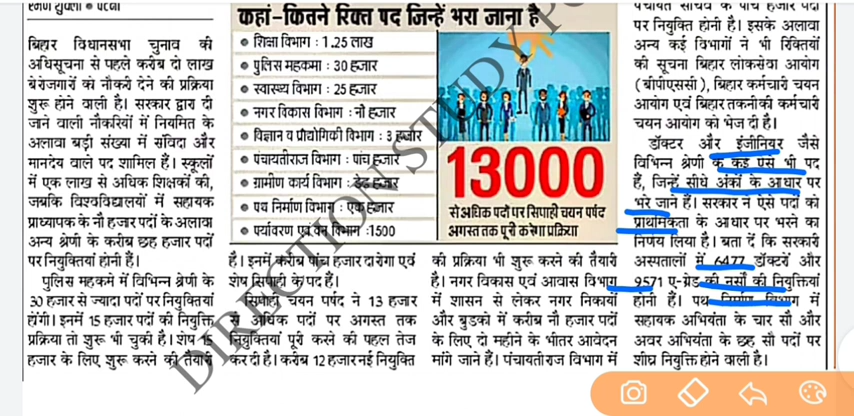 रमण शुक्ला ● पटना
बिहार विधानसभा चुनाव की
अधिसूचना से पहले करीब दो लाख
बेरोजगारों को नौकरी देने की प्रक्रिया
शुरू होने वाली है। सरकार द्वारा दी
जाने वाली नौकरियों में नियमित के
अलावा बड़ी संख्या में संविदा और
मानदेय वाले पद शामिल हैं। स्कूलों
में एक लाख से अधिक शिक्षकों की,
जबकि विश्वविद्यालयों में सहायक
प्राध्यापक के नौ हजार पदों के अलावा
अन्य श्रेणी के करीब छह हजार पदों
पर नियुक्तियां होनी हैं।
पुलिस महकमे में विभिन्न श्रेणी के
30 हजार से ज्यादा पदों पर नियुक्तियां
होंगी। इनमें 15 हजार पदों की नियुक्ति
प्रक्रिया तो शुरू भी चुकी है। शेष 15
हजार के लिए शुरू करने की तैयारी
कहां-कितने रिक्त पद जिन्हें भरा जाना है
● शिक्षा विभाग : 1.25 लाख
● पुलिस महकमा : 30 हजार
● स्वास्थ्य विभाग : 25 हजार
● नगर विकास विभाग : नौ हजार
● विज्ञान व प्रौद्योगिकी विभाग : 3 हजार
● पंचायतीराज विभाग : पांच हजार
● ग्रामीण कार्य विभाग : डेढ़ हजार
● पथ निर्माण विभाग : एक हजार
● पर्यावरण एवं वन विभाग :1500
13000
से अधिक पदों पर सिपाही चयन पर्षद
अगस्त तक पूरी करेगा प्रक्रिया
है। इनमें करीब पांच हजार दारोगा एवं
शेष सिपाही के पद हैं।
सिपाही चयन पर्षद ने 13 हजार
से अधिक पदों पर अगस्त तक
नियुक्तियां पूरी करने की पहल तेज
कर दी है। करीब 12 हजार नई नियुक्ति
की प्रक्रिया भी शुरू करने की तैयारी
है। नगर विकास एवं आवास विभाग
में शासन से लेकर नगर निकायों
और बुडको में करीब नौ हजार पदों
के लिए दो महीने के भीतर आवेदन
मांगे जाने हैं। पंचायतीराज विभाग में
पंचायत सचिव के पांच हजार पदों
पर नियुक्ति होनी है। इसके अलावा
अन्य कई विभागों ने भी रिक्तियों
की सूचना बिहार लोकसेवा आयोग
(बीपीएससी), बिहार कर्मचारी चयन
आयोग एवं बिहार तकनीकी कर्मचारी
चयन आयोग को भेज दी है।
डॉक्टर और इंजीनियर जैसे
विभिन्न श्रेणी के कई ऐसे भी पद
हैं, जिन्हें सीधे अंकों के आधार पर
भरे जाने हैं। सरकार ने ऐसे पदों को
प्राथमिकता के आधार पर भरने का
निर्णय लिया है। बता दें कि सरकारी
अस्पतालों में 6477 डॉक्टरों और
9571 ए-ग्रेड की नर्सों की नियुक्तियां
होनी हैं। पथ निर्माण विभाग में
सहायक अभियंता के चार सौ और
अवर अभियंता के छह सौ पदों पर
शीघ्र नियुक्ति होने वाली है।
DIRECTION STUDY